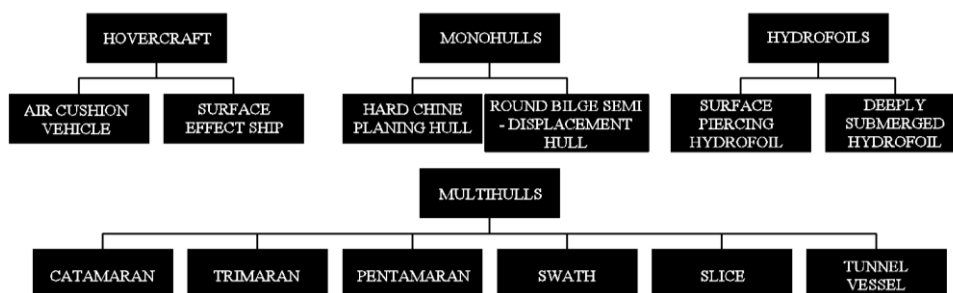 HOVERCRAFT
MONOHULLS
HYDROFOILS
AIR CUSHION
VEHICLE
SURFACE
EFFECT SHIP
HARD CHINE
PLANING HULL
ROUND BILGE SEMI
- DISPLACEMENT
HULL
SURFACE
PIERCING
HYDROFOIL
DEEPLY
SUBMERGED
HYDROFOIL
MULTIHULLS
CATAMARAN
TRIMARAN
PENTAMARAN
SWATH
SLICE
TUNNEL
VESSEL